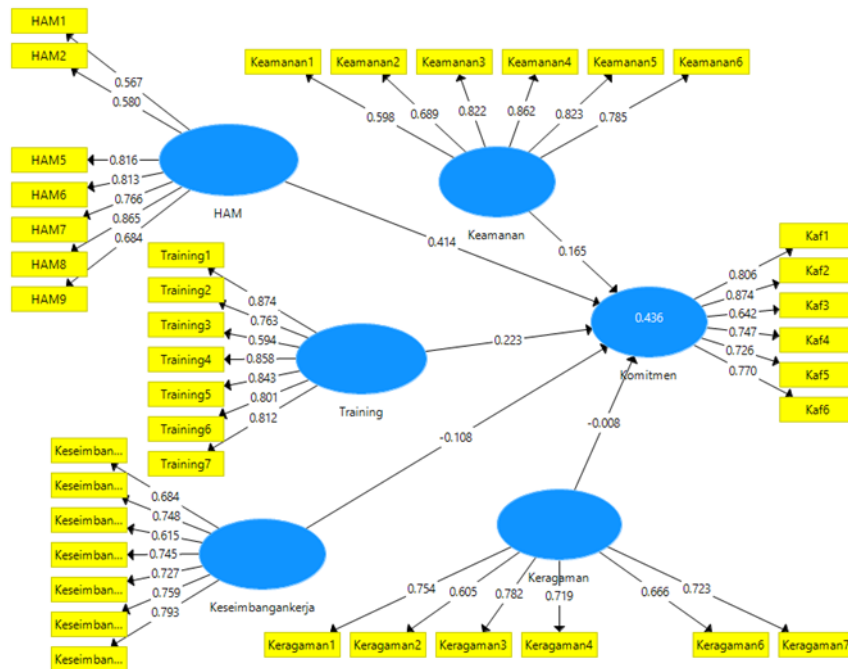 HAM1
HAM2
0.567
0.580
HAM5
HAM6
HAM7
HAM8
HAM9
0.816
0.813
0.766
0.865
0.684
HAM
Keamanan1
Keamanan2
Keamanan3
Keamanan4
Keamanan5
Keamanan6
0.598
0.689
0.822
0.862
0.823
0.785
Keamanan
0.414
0.165
Training1
Training2
Training3
Training4
Training5
Training6
Training7
0.874
0.763
0.594
0.858
0.843
0.801
0.812
Training
0.223
0.436
Komitmen
0.806
0.874
0.642
0.747
0.726
0.770
Kaf1
Kaf2
Kaf3
Kaf4
Kaf5
Kaf6
-0.108
-0.008
Keseimban...
Keseimban...
Keseimban...
Keseimban...
Keseimban...
Keseimban...
Keseimban...
0.684
0.748
0.615
0.745
0.727
0.759
0.793
Keseimbangankerja
Keragaman
0.754
0.605
0.782
0.719
0.666
0.723
Keragaman1
Keragaman2
Keragaman3
Keragaman4
Keragaman6
Keragaman7